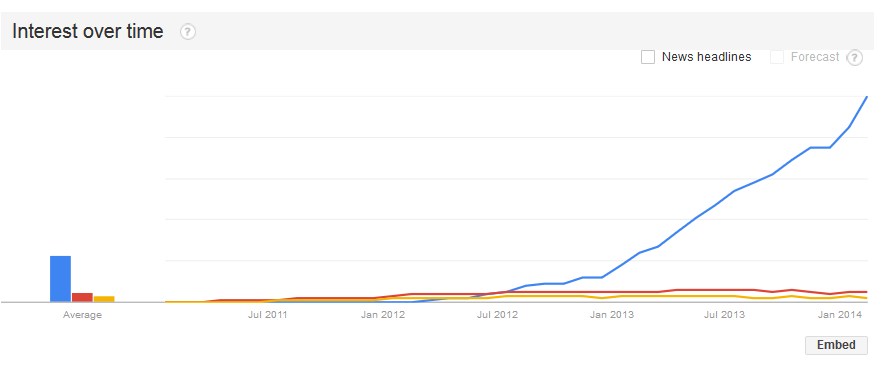 Interest over time ?
News headlines Forecast ?
Average Jul 2011 Jan 2012 Jul 2012 Jan 2013 Jul 2013 Jan 2014
Embed